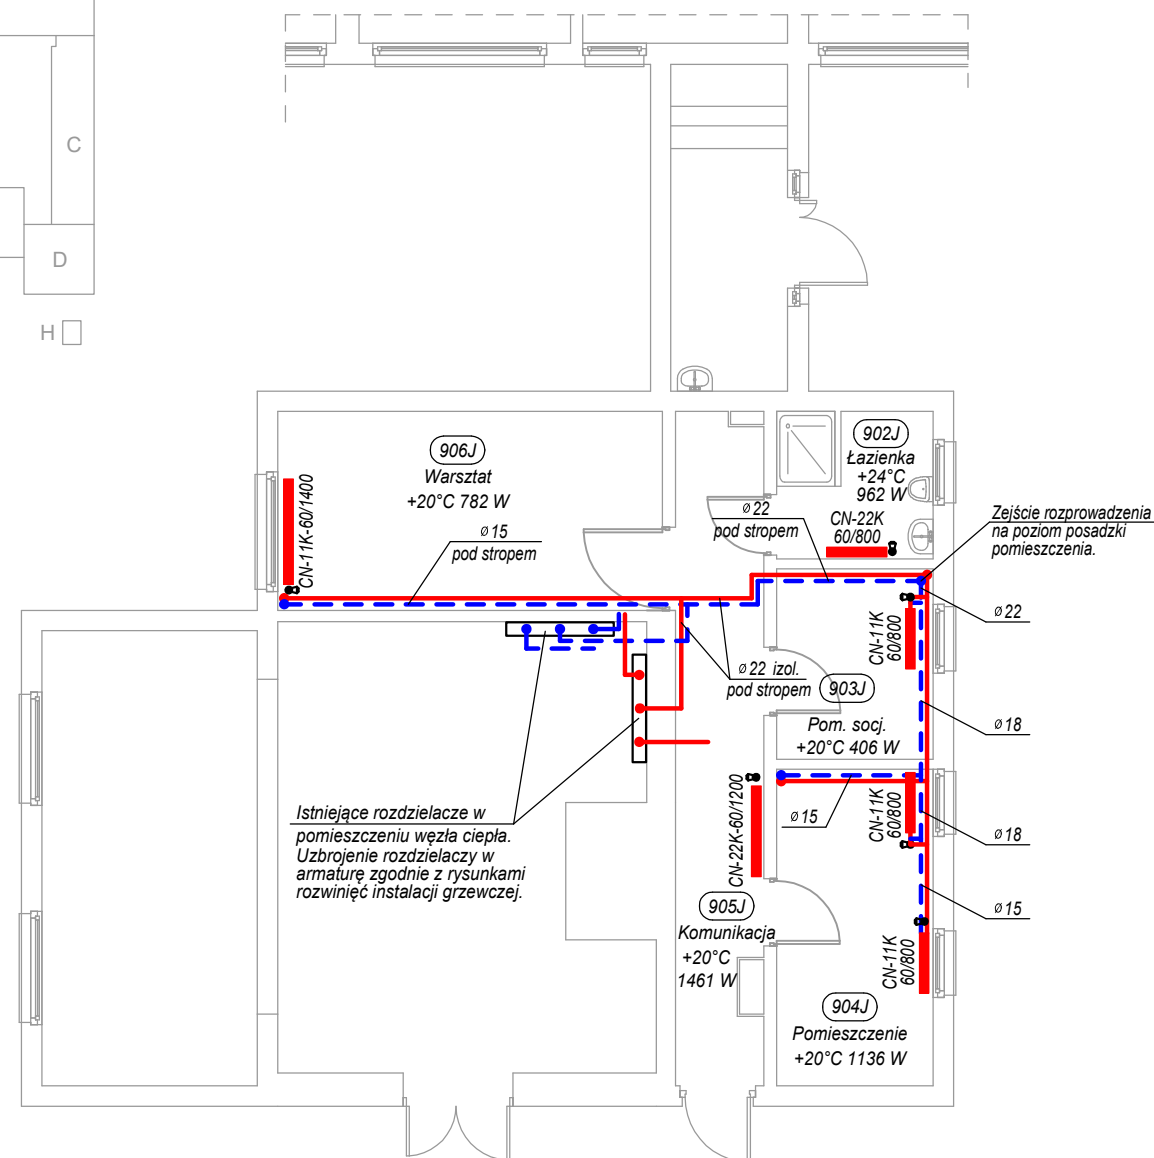 C
D
H
906J
Warsztat
+20°C 782 W
CN-11K-60/1400
ø15
pod stropem
ø22
pod stropem
902J
Łazienka
+24°C
962 W
CN-22K
60/800
Zejście rozprowadzenia
na poziom posadzki
pomieszczenia.
ø22
CN-11K
60/800
ø22 izol.
pod stropem
903J
Pom. socj.
+20°C 406 W
ø18
Istniejące rozdzielacze w
pomieszczeniu węzła ciepła.
Uzbrojenie rozdzielaczy w
armaturę zgodnie z rysunkami
rozwinięć instalacji grzewczej.
CN-22K-60/1200
ø15
CN-11K
60/800
ø18
905J
Komunikacja
+20°C
1461 W
ø15
CN-11K
60/800
904J
Pomieszczenie
+20°C 1136 W